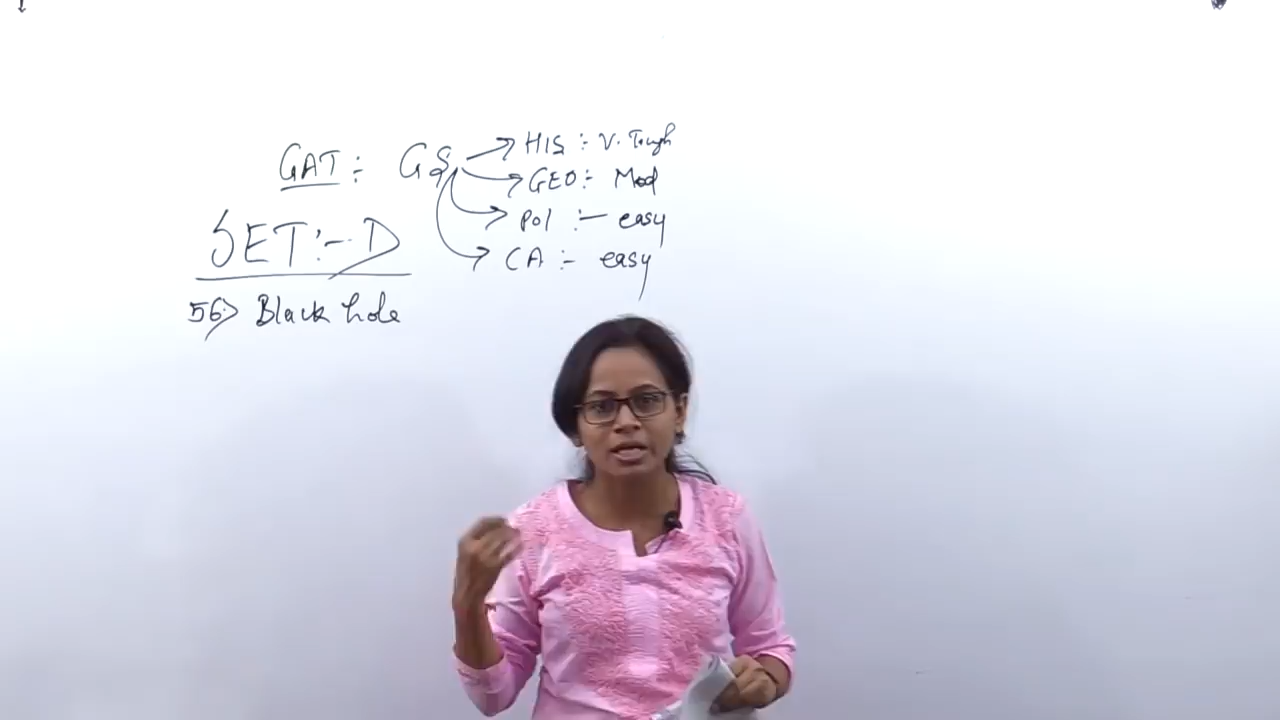 GAT :- GS → HIS :- V. Tough
→ GEO :- Mod
→ Pol :- easy
→ CA :- easy
SET :- D
56> Black hole